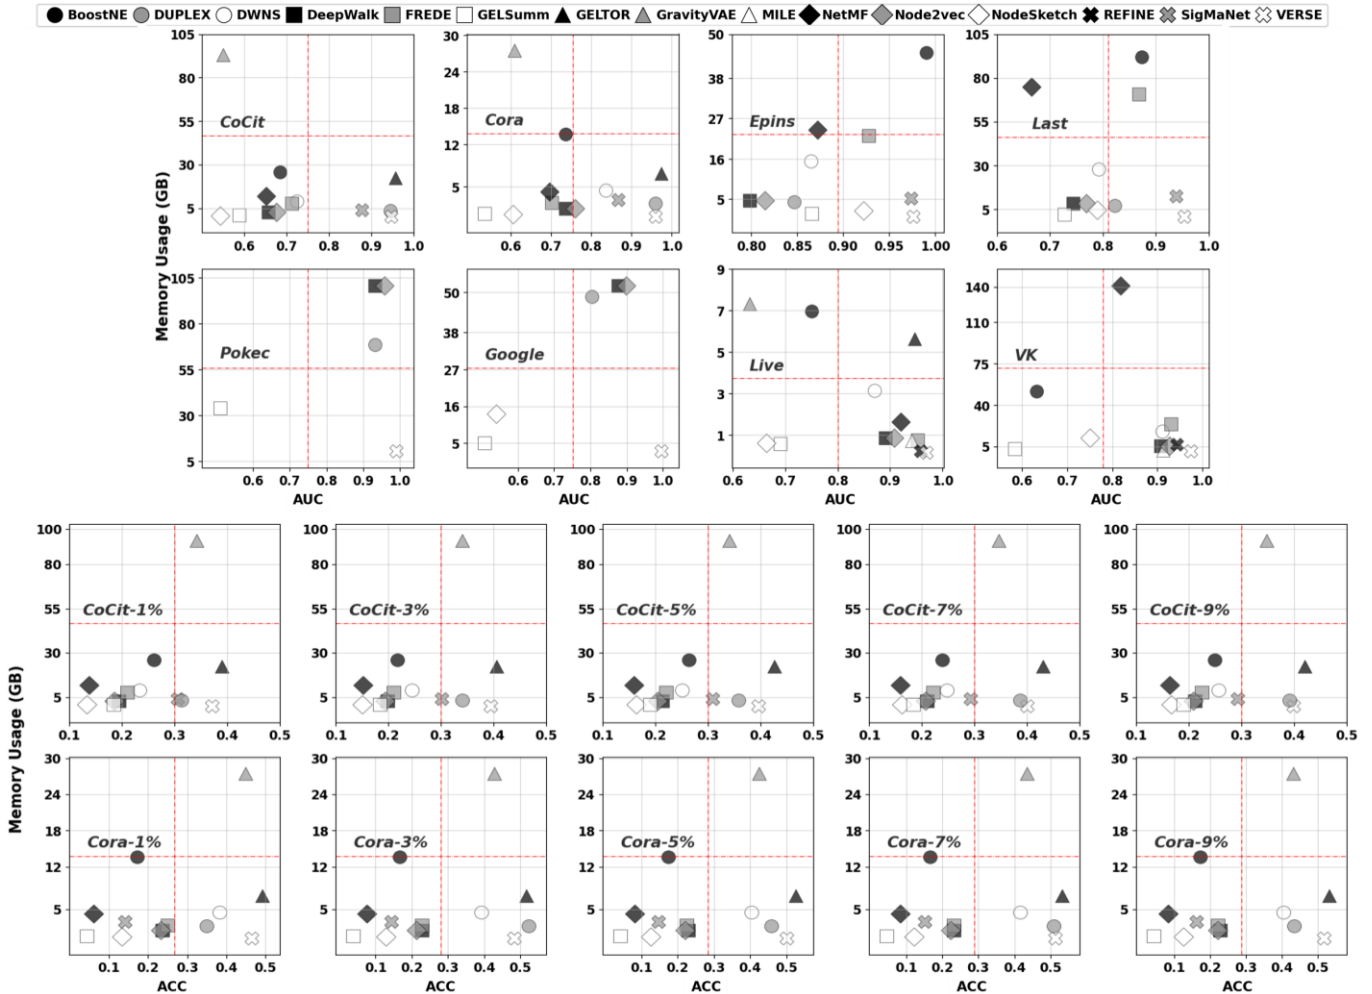 BoostNE DUPLEX DWNS DeepWalk FREDE GELSumm GELTOR GravityVAE MILE NetMF Node2vec NodeSketch REFINE SigMaNet VERSE
105 30 50 105
80 24 38 80
55 CoCit 18 Cora 27 Epins 55 Last
30 12 16 30
5 5 5 5
0.6 0.7 0.8 0.9 1.0 0.6 0.7 0.8 0.9 1.0 0.80 0.85 0.90 0.95 1.00 0.6 0.7 0.8 0.9 1.0
Memory Usage (GB)
105 50 9 140
80 38 7 110
55 Pokec 27 Google 5 Live 75 VK
30 16 3 40
5 5 1 5
0.6 0.7 0.8 0.9 1.0 0.6 0.7 0.8 0.9 1.0 0.6 0.7 0.8 0.9 1.0 0.6 0.7 0.8 0.9 1.0
AUC AUC AUC AUC
100
80
55 CoCit-1% CoCit-3% CoCit-5% CoCit-7% CoCit-9%
30
5
0.1 0.2 0.3 0.4 0.5 0.1 0.2 0.3 0.4 0.5 0.1 0.2 0.3 0.4 0.5 0.1 0.2 0.3 0.4 0.5 0.1 0.2 0.3 0.4 0.5
100 100 100 100
80 80 80 80
55 55 55 55
30 30 30 30
5 5 5 5
Memory Usage (GB)
30 30 30 30 30
24 24 24 24 24
18 Cora-1% 18 Cora-3% 18 Cora-5% 18 Cora-7% 18 Cora-9%
12 12 12 12 12
5 5 5 5 5
0.1 0.2 0.3 0.4 0.5 0.1 0.2 0.3 0.4 0.5 0.1 0.2 0.3 0.4 0.5 0.1 0.2 0.3 0.4 0.5 0.1 0.2 0.3 0.4 0.5
ACC ACC ACC ACC ACC